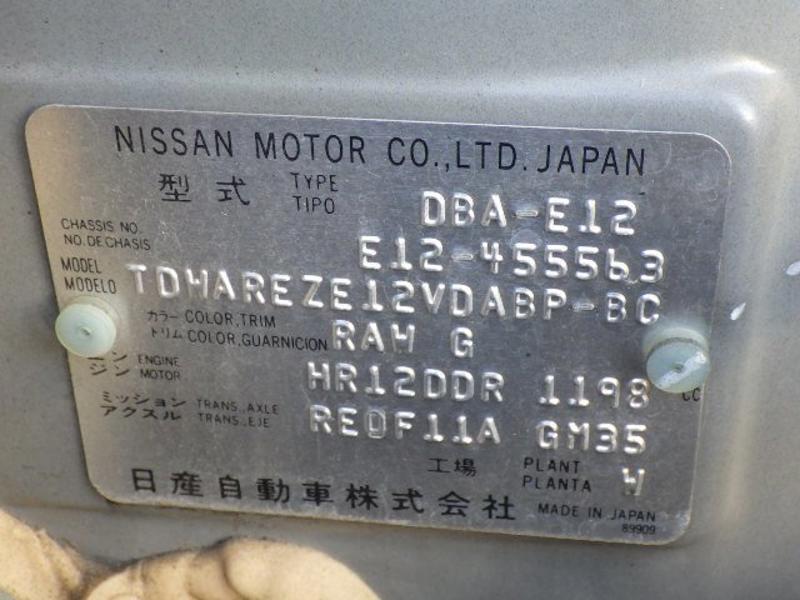 NISSAN MOTOR CO.,LTD. JAPAN
型式 TYPE TIPO DBA-E12
CHASSIS NO. NO. DE CHASIS E12-455563
MODEL MODELO TDWAREZE12VDABP-BC
カラー COLOR,TRIM
トリム COLOR,GUARNICION RAW G
ENGINE MOTOR HR12DDR 1198 CC
ミッション TRANS.,AXLE
アクスル TRANS.,EJE RE0F11A GM35
工場 PLANT PLANTA W
日産自動車株式会社 MADE IN JAPAN
89909